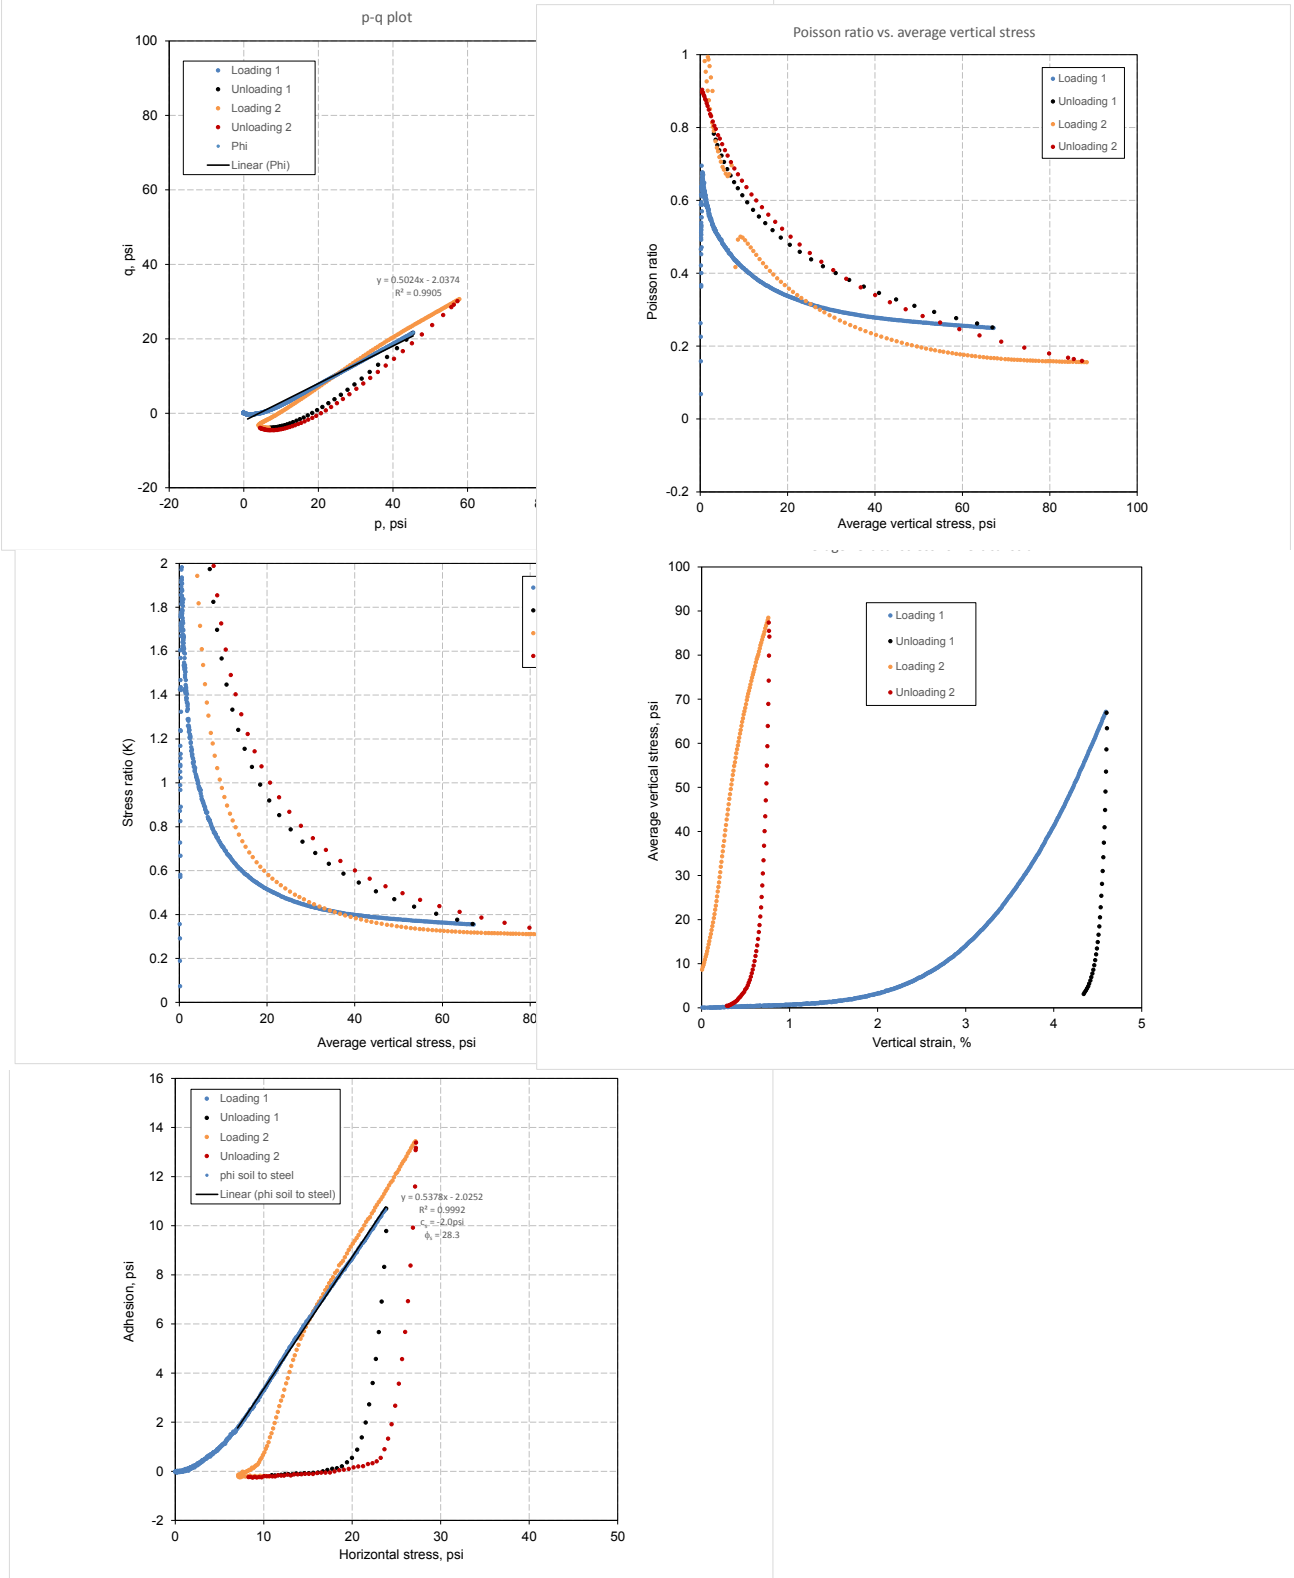 p-q plot
100
80
60
40
20
0
-20
-20
0
20
40
60
q, psi
p, psi
Loading 1
Unloading 1
Loading 2
Unloading 2
Phi
Linear (Phi)
y = 0.5024x - 2.0374
R² = 0.9905
Poisson ratio vs. average vertical stress
1
0.8
0.6
0.4
0.2
0
-0.2
0
20
40
60
80
100
Poisson ratio
Average vertical stress, psi
Loading 1
Unloading 1
Loading 2
Unloading 2
2
1.8
1.6
1.4
1.2
1
0.8
0.6
0.4
0.2
0
0
20
40
60
80
Stress ratio (K)
Average vertical stress, psi
100
90
80
70
60
50
40
30
20
10
0
0
1
2
3
4
5
Average vertical stress, psi
Vertical strain, %
Loading 1
Unloading 1
Loading 2
Unloading 2
16
14
12
10
8
6
4
2
0
-2
0
10
20
30
40
50
Adhesion, psi
Horizontal stress, psi
Loading 1
Unloading 1
Loading 2
Unloading 2
phi soil to steel
Linear (phi soil to steel)
y = 0.5378x - 2.0252
R² = 0.9992
= -2.0psi
= 28.3